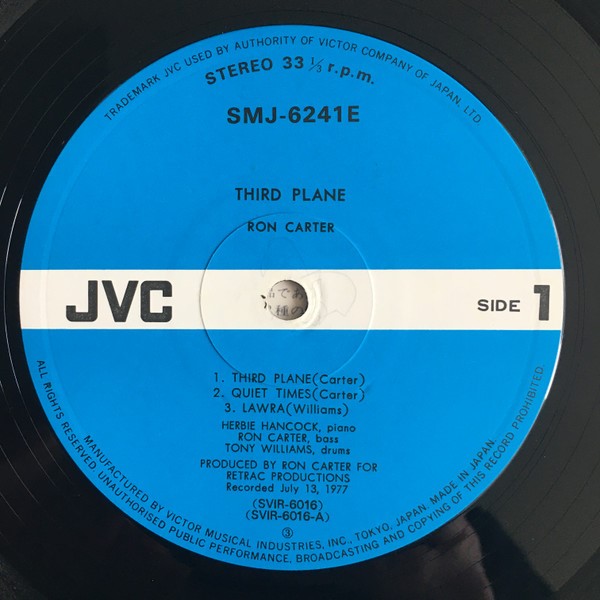 TRADEMARK JVC USED BY AUTHORITY OF VICTOR COMPANY OF JAPAN, LTD.
STEREO 33 1/3 r.p.m.
SMJ-6241E
THIRD PLANE
RON CARTER
JVC
SIDE 1
1. THIRD PLANE(Carter)
2. QUIET TIMES(Carter)
3. LAWRA(Williams)
HERBIE HANCOCK, piano
RON CARTER, bass
TONY WILLIAMS, drums
PRODUCED BY RON CARTER FOR
RETRAC PRODUCTIONS
Recorded July 13, 1977
(SVIR-6016)
(SVIR-6016-A)
③
MANUFACTURED BY VICTOR MUSICAL INDUSTRIES, INC., TOKYO, JAPAN. MADE IN JAPAN.
ALL RIGHTS RESERVED. UNAUTHORISED PUBLIC PERFORMANCE, BROADCASTING AND COPYING OF THIS RECORD PROHIBITED.